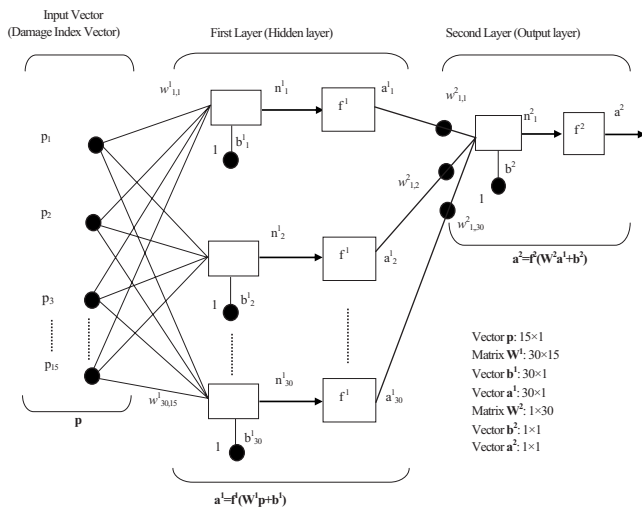 Input Vector
(Damage Index Vector)
First Layer (Hidden layer)
Second Layer (Output layer)
w¹₁,₁
n¹₁
f¹
a¹₁
w²₁,₁
n²₁
f²
a²
p₁
1
b¹₁
b²
1
w²₁,₂
p₂
n¹₂
f¹
a¹₂
w²₁,₃₀
a²=f²(W²a¹+b²)
p₃
1
b¹₂
p₁₅
Vector p: 15×1
Matrix W¹: 30×15
Vector b¹: 30×1
Vector a¹: 30×1
Matrix W²: 1×30
Vector b²: 1×1
Vector a²: 1×1
w¹₃₀,₁₅
n¹₃₀
f¹
a¹₃₀
p
1
b¹₃₀
a¹=f¹(W¹p+b¹)